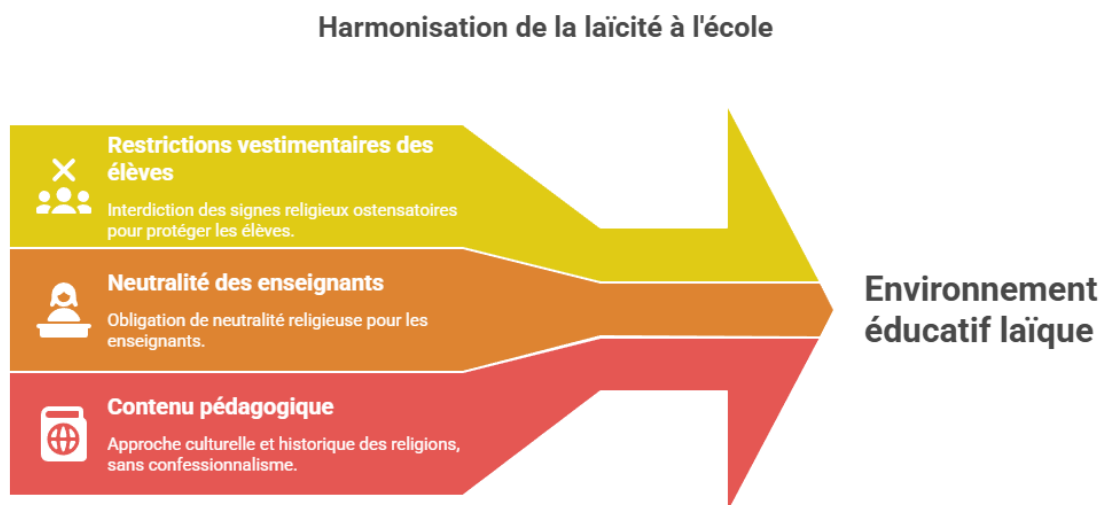 Harmonisation de la laïcité à l'école
Restrictions vestimentaires des
élèves
Interdiction des signes religieux ostensatoires
pour protéger les élèves.
Neutralité des enseignants
Obligation de neutralité religieuse pour les
enseignants.
Contenu pédagogique
Approche culturelle et historique des religions,
sans confessionnalisme.
Environnement
éducatif laïque